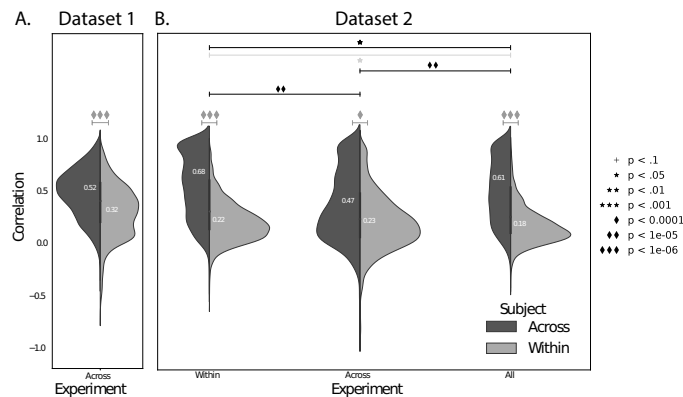 A. Dataset 1
B. Dataset 2
Correlation
1.0
0.5
0.0
−0.5
−1.0
0.52
0.32
Across
Experiment
0.68
0.22
0.47
0.23
0.61
0.18
Within
Across
All
Experiment
Subject
Across
Within
p < .1
p < .05
p < .01
p < .001
p < 0.0001
p < 1e-05
p < 1e-06